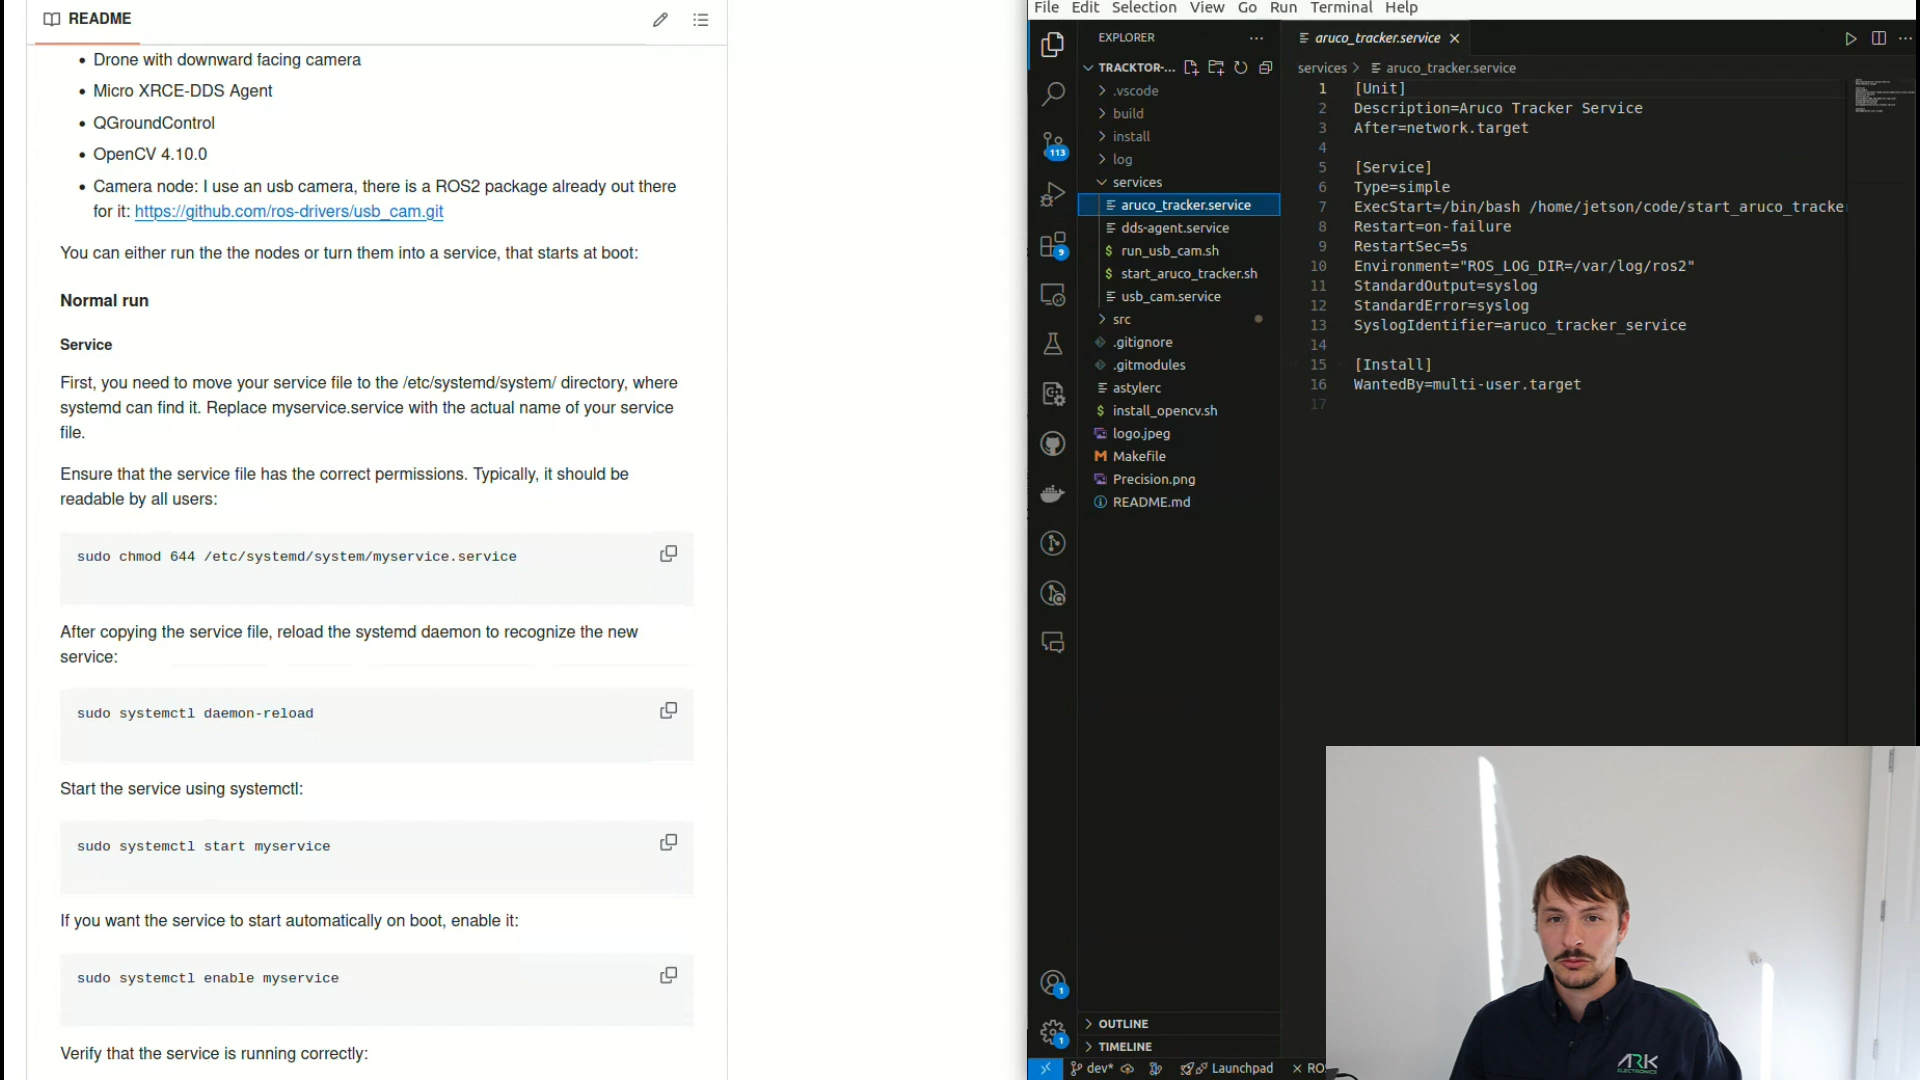 README
Drone with downward facing camera
Micro XRCE-DDS Agent
QGroundControl
OpenCV 4.10.0
Camera node: I use an usb camera, there is a ROS2 package already out there
for it: https://github.com/ros-drivers/usb_cam.git
You can either run the the nodes or turn them into a service, that starts at boot:
Normal run
Service
First, you need to move your service file to the /etc/systemd/system/ directory, where
systemd can find it. Replace myservice.service with the actual name of your service
file.
Ensure that the service file has the correct permissions. Typically, it should be
readable by all users:
sudo chmod 644 /etc/systemd/system/myservice.service
After copying the service file, reload the systemd daemon to recognize the new
service:
sudo systemctl daemon-reload
Start the service using systemctl:
sudo systemctl start myservice
If you want the service to start automatically on boot, enable it:
sudo systemctl enable myservice
Verify that the service is running correctly:
File Edit Selection View Go Run Terminal Help
EXPLORER
TRACKTOR-...
.vscode
build
install
log
services
aruco_tracker.service
dds-agent.service
run_usb_cam.sh
start_aruco_tracker.sh
usb_cam.service
src
.gitignore
.gitmodules
astylerc
install_opencv.sh
logo.jpeg
Makefile
Precision.png
README.md
OUTLINE
TIMELINE
113
9
1
1
aruco_tracker.service
services > aruco_tracker.service
1 [Unit]
2 Description=Aruco Tracker Service
3 After=network.target
4
5 [Service]
6 Type=simple
7 ExecStart=/bin/bash /home/jetson/code/start_aruco_tracker
8 Restart=on-failure
9 RestartSec=5s
10 Environment="ROS_LOG_DIR=/var/log/ros2"
11 StandardOutput=syslog
12 StandardError=syslog
13 SyslogIdentifier=aruco_tracker_service
14
15 [Install]
16 WantedBy=multi-user.target
17
dev* Launchpad RO
ARK
ELECTRONICS